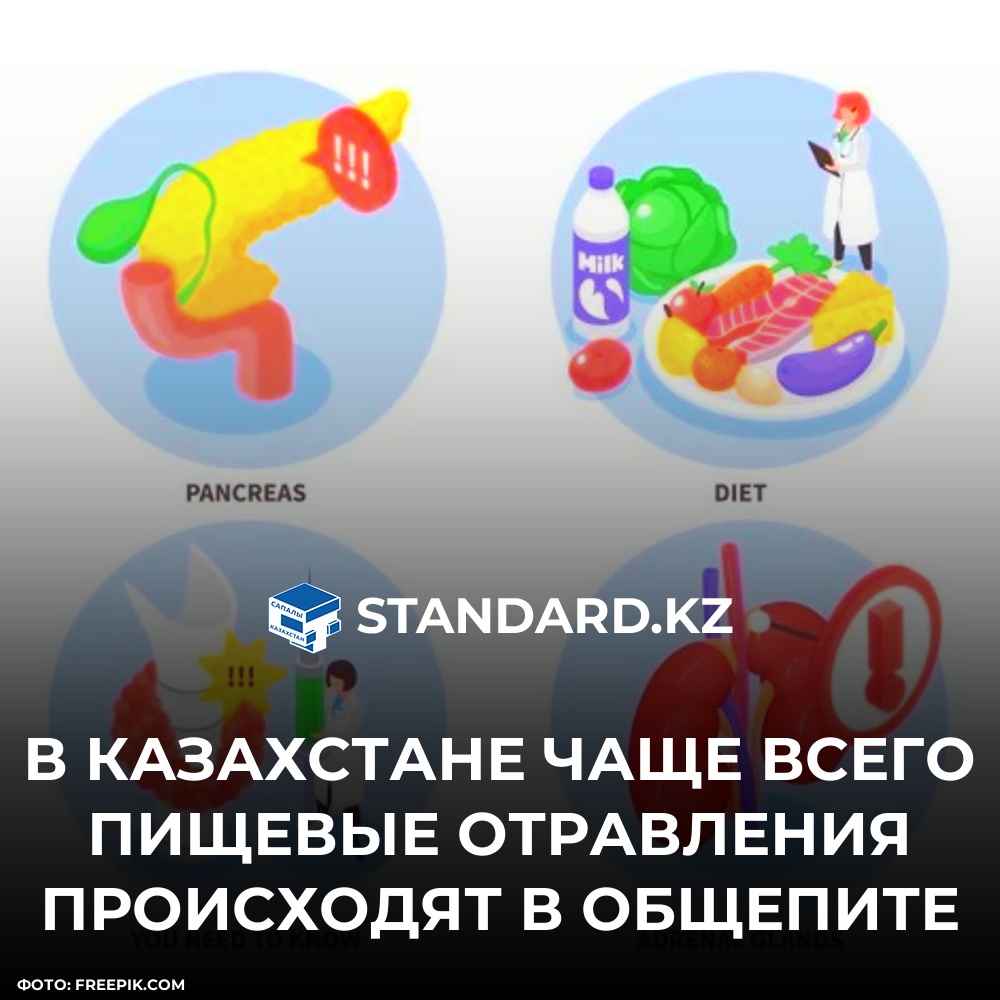 !!!
Milk
PANCREAS
DIET
САПАЛЫ
ҚАЗАҚСТАН
STANDARD.KZ
!!!
!
В КАЗАХСТАНЕ ЧАЩЕ ВСЕГО
ПИЩЕВЫЕ ОТРАВЛЕНИЯ
ПРОИСХОДЯТ В ОБЩЕПИТЕ
YOU NEED TO KNOW
ADRENAL GLANDS
ФОТО: FREEPIK.COM